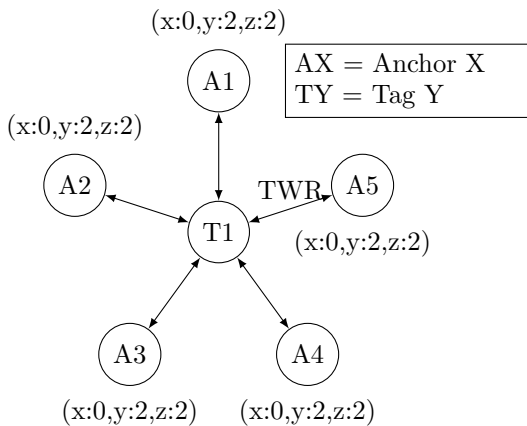 (x:0,y:2,z:2)
AX = Anchor X
TY = Tag Y
A1
(x:0,y:2,z:2)
A2
TWR
A5
T1
(x:0,y:2,z:2)
A3
A4
(x:0,y:2,z:2)
(x:0,y:2,z:2)